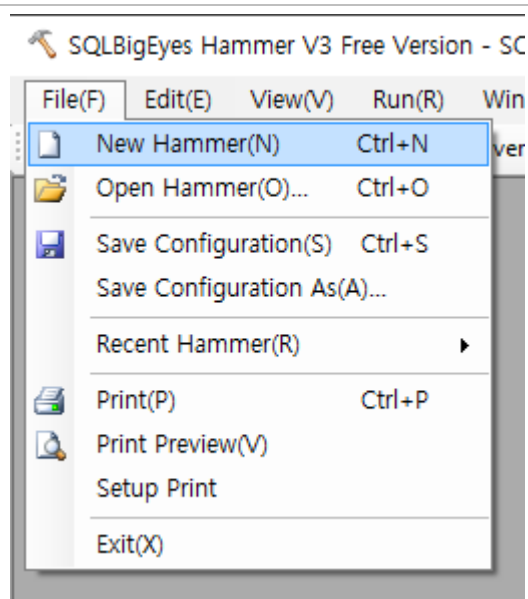 SQLBigEyes Hammer V3 Free Version - SC
File(F) Edit(E) View(V) Run(R) Win
New Hammer(N) Ctrl+N ver
Open Hammer(O)... Ctrl+O
Save Configuration(S) Ctrl+S
Save Configuration As(A)...
Recent Hammer(R)
Print(P) Ctrl+P
Print Preview(V)
Setup Print
Exit(X)